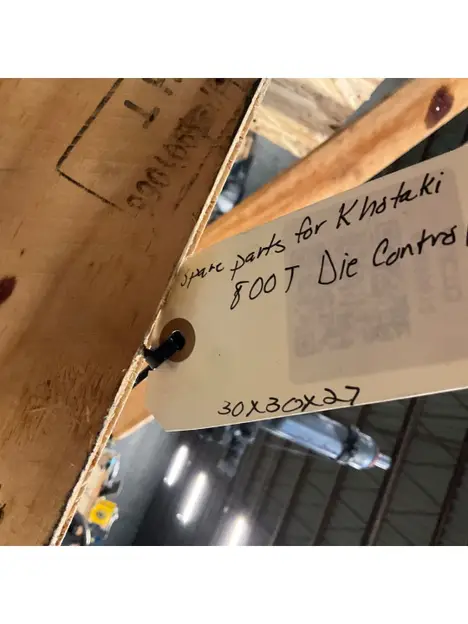 spare parts for Khotaki
800T Die Control
30X30X27